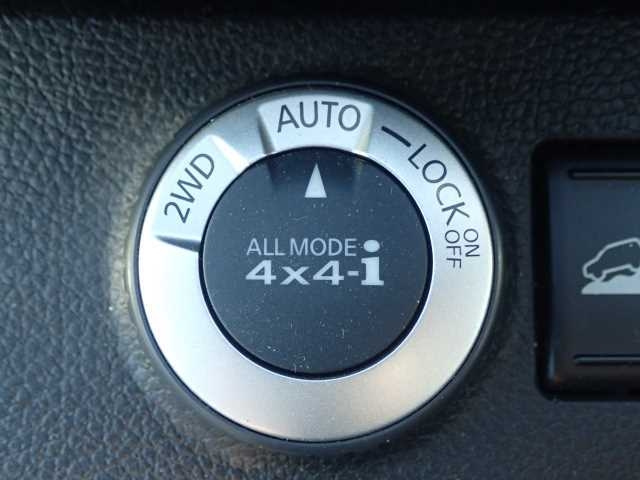 2WD
AUTO
LOCK
ON
OFF
ALL MODE
4x4-i